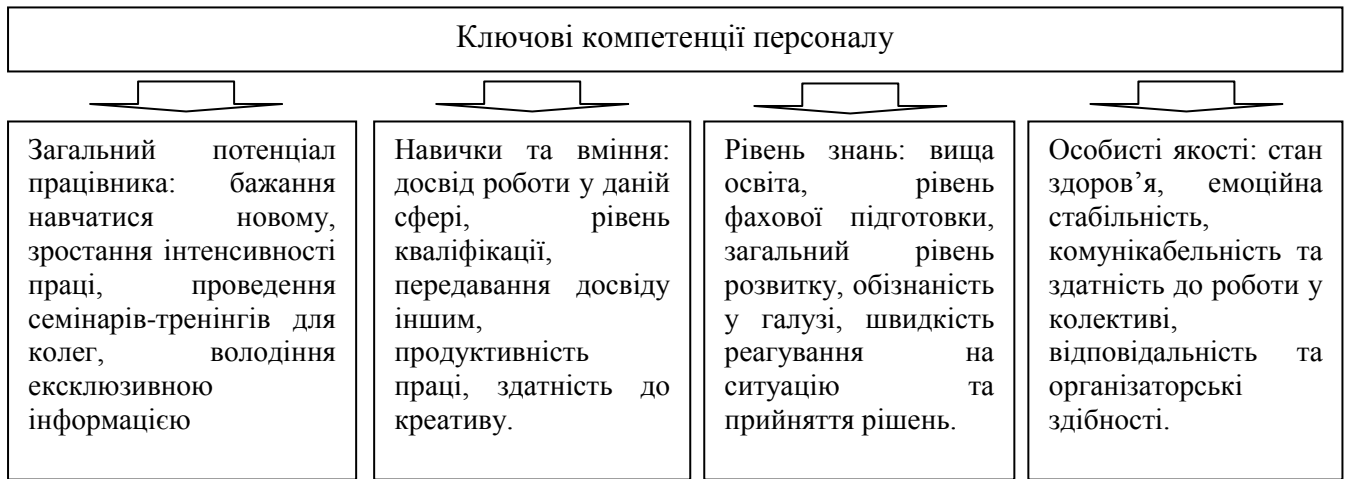 Ключові компетенції персоналу
Загальний потенціал
працівника: бажання
навчатися новому,
зростання інтенсивності
праці, проведення
семінарів-тренінгів для
колег, володіння
ексклюзивною
інформацією
Навички та вміння:
досвід роботи у даній
сфері, рівень
кваліфікації,
передавання досвіду
іншим,
продуктивність
праці, здатність до
креативу.
Рівень знань: вища
освіта, рівень
фахової підготовки,
загальний рівень
розвитку, обізнаність
у галузі, швидкість
реагування на
ситуацію та
прийняття рішень.
Особисті якості: стан
здоров’я, емоційна
стабільність,
комунікабельність та
здатність до роботи у
колективі,
відповідальність та
організаторські
здібності.